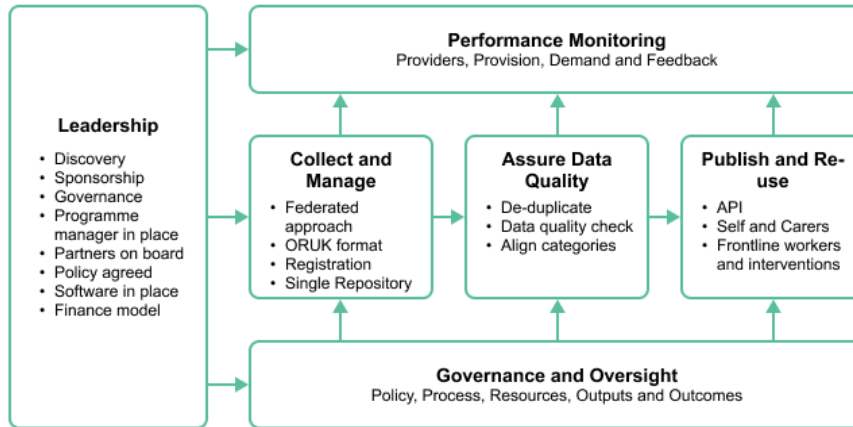 Performance Monitoring
Providers, Provision, Demand and Feedback
Leadership
• Discovery
• Sponsorship
• Governance
• Programme
manager in place
• Partners on board
• Policy agreed
• Software in place
• Finance model
Collect and
Manage
• Federated
approach
• ORUK format
• Registration
• Single Repository
Assure Data
Quality
• De-duplicate
• Data quality check
• Align categories
Publish and Re-
use
• API
• Self and Carers
• Frontline workers
and interventions
Governance and Oversight
Policy, Process, Resources, Outputs and Outcomes